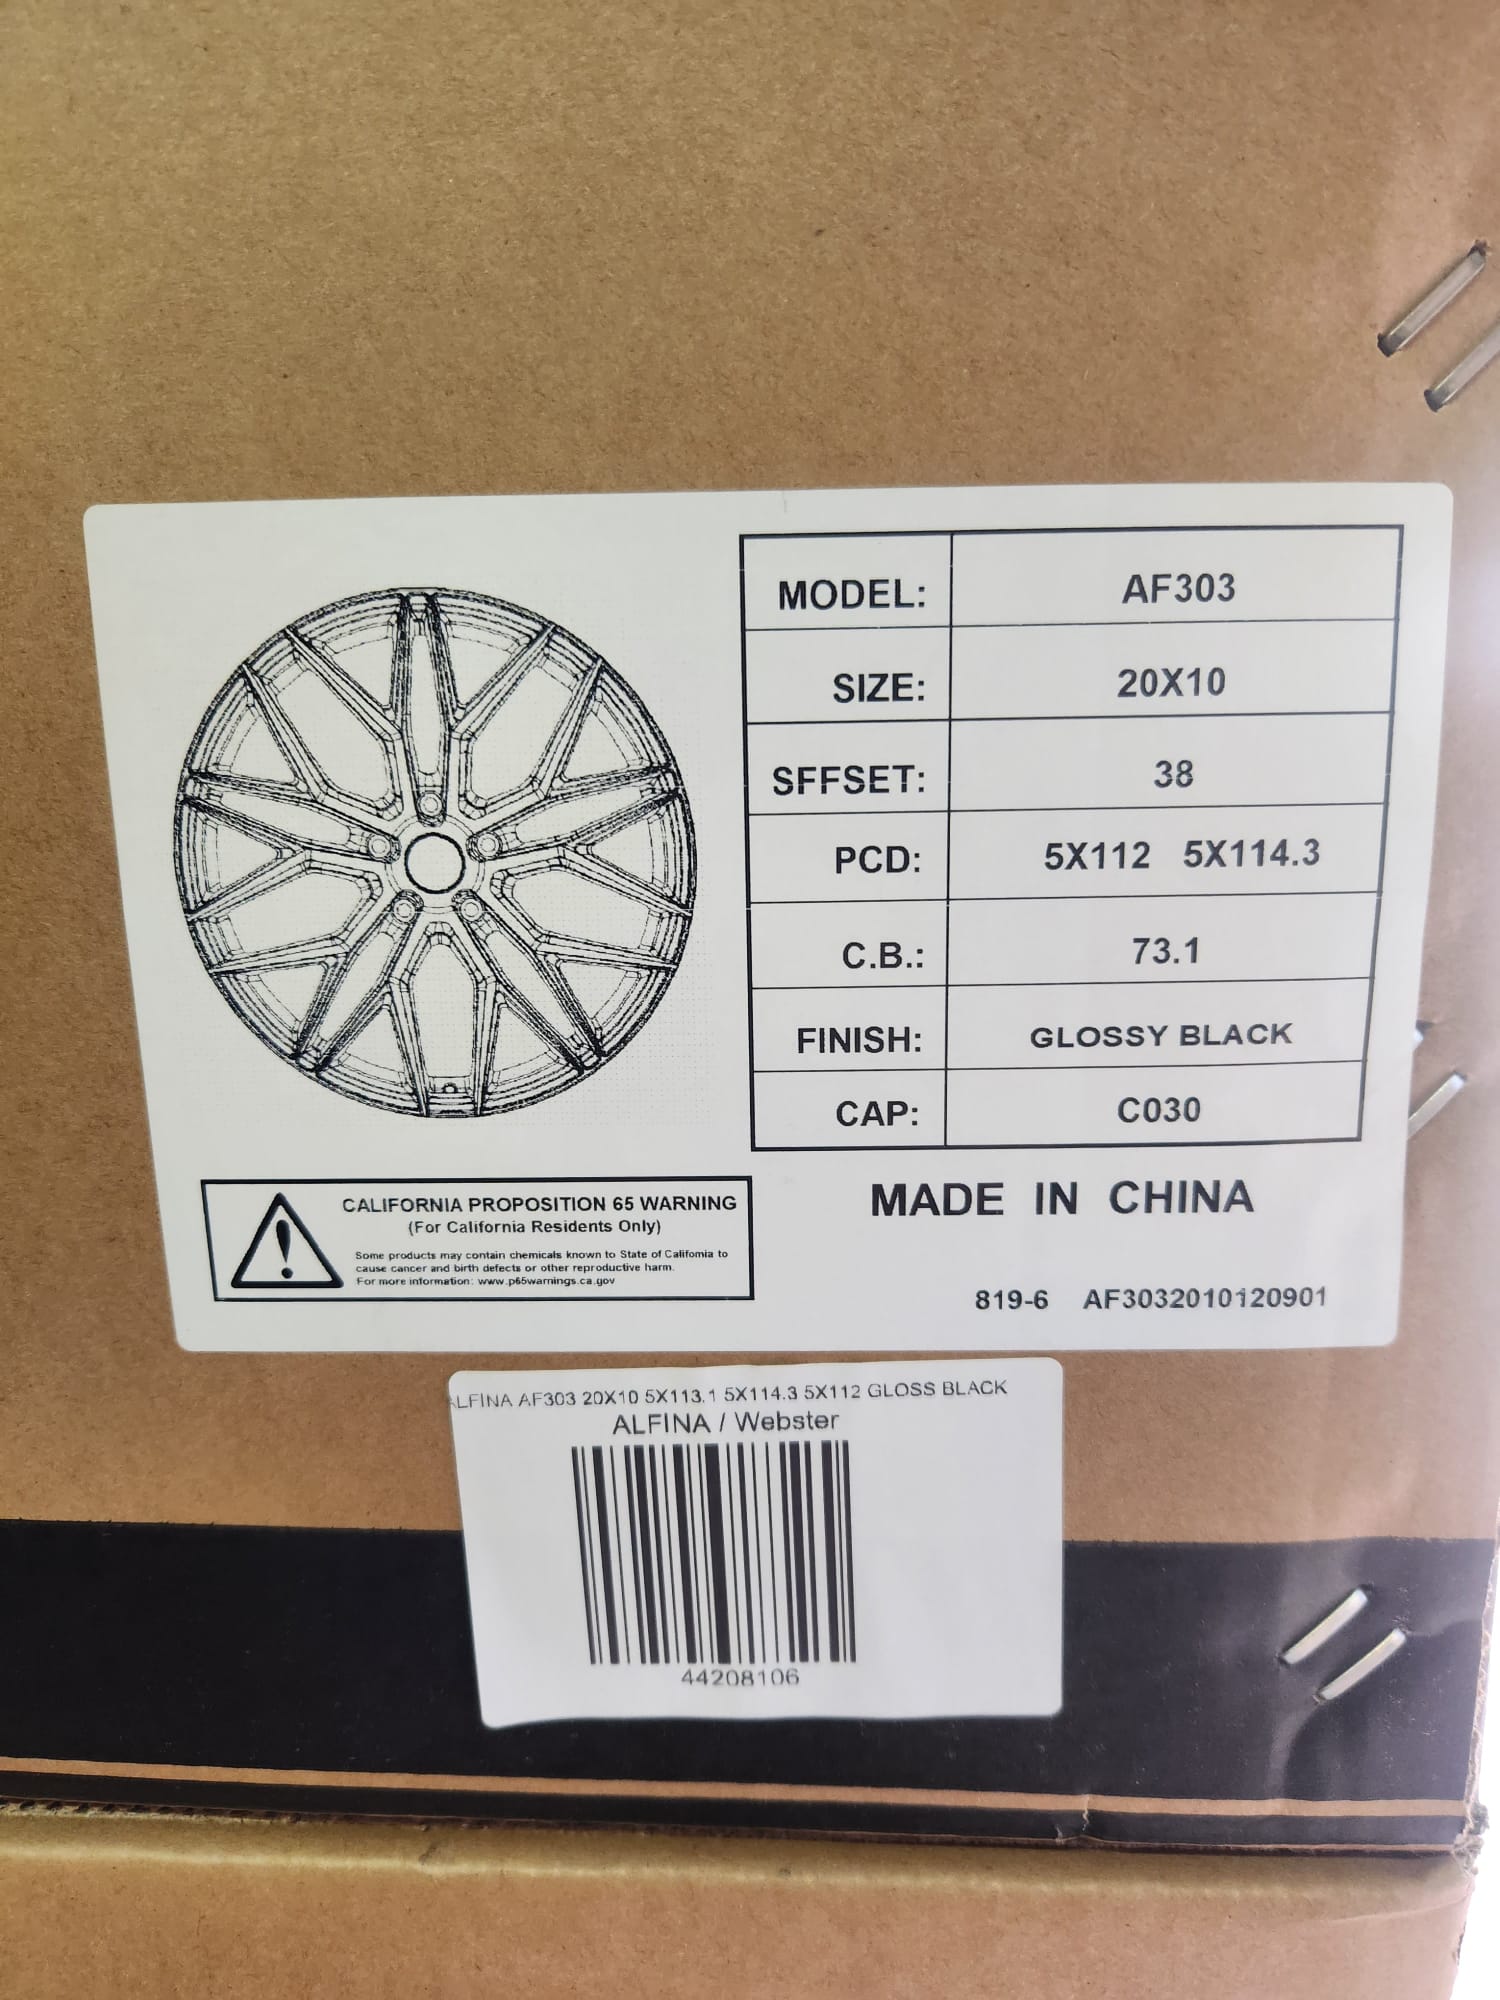 MODEL: AF303
SIZE: 20X10
SFFSET: 38
PCD: 5X112 5X114.3
C.B.: 73.1
FINISH: GLOSSY BLACK
CAP: C030
CALIFORNIA PROPOSITION 65 WARNING
(For California Residents Only)
Some products may contain chemicals known to State of California to
cause cancer and birth defects or other reproductive harm.
For more information: www.p65warnings.ca.gov
MADE IN CHINA
819-6 AF3032010120901
ALFINA AF303 20X10 5X113.1 5X114.3 5X112 GLOSS BLACK
ALFINA / Webster
44208106